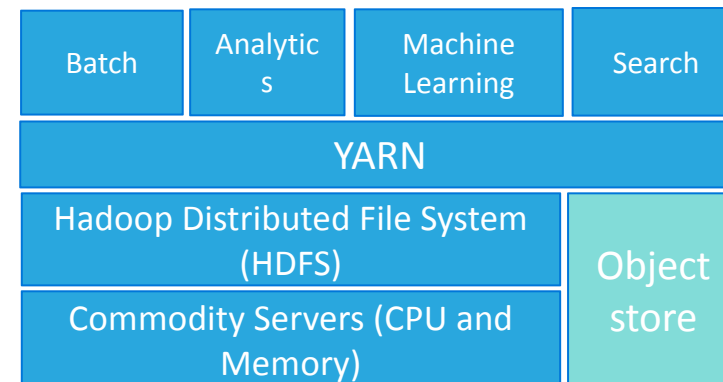 Batch
Analytic
s
Machine
Learning
Search
YARN
Hadoop Distributed File System
(HDFS)
Object
store
Commodity Servers (CPU and
Memory)